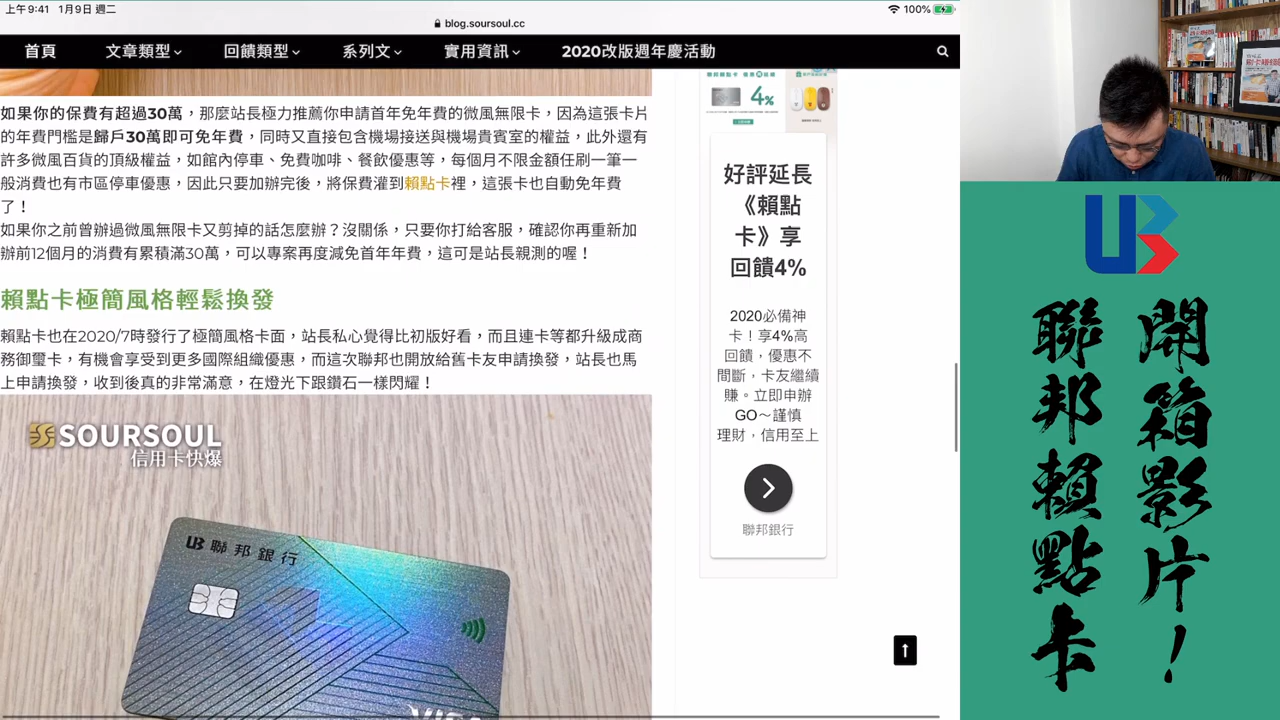 上午9:41 1月9日 週二
100%
blog.soursoul.cc
首頁 文章類型 回饋類型 系列文 實用資訊 2020改版週年慶活動
如果你的年費有超過30萬，那麼站長極力推薦你申請首年免年費的微風無限卡，因為這張卡片
的年費門檻是歸戶30萬即可免年費，同時又直接包含機場接送與機場貴賓室的權益，此外還有
許多微風百貨的頂級權益，如館內停車、免費咖啡、餐飲優惠等，每個月不限金額任刷一筆一
般消費也有市區停車優惠，因此只要加辦完後，將保費灌到賴點卡裡，這張卡也自動免年費
了！
如果你之前曾辦過微風無限卡又剪掉的話怎麼辦？沒關係，只要你打給客服，確認你再重新加
辦前12個月的消費有累積滿30萬，可以專案再度減免首年年費，這可是站長親測的喔！
賴點卡極簡風格輕鬆換發
賴點卡也在2020/7時發行了極簡風格卡面，站長私心覺得比初版好看，而且連卡等都升級成商
務御璽卡，有機會享受到更多國際組織優惠，而這次聯邦也開放給舊卡友申請換發，站長也馬
上申請換發，收到後真的非常滿意，在燈光下跟鑽石一樣閃耀！
SOURSOUL
信用卡快爆
聯邦銀行
VISA
4%
好評延長
《賴點
卡》享
回饋4%
2020必備神
卡！享4%高
回饋，優惠不
間斷，卡友繼續
賺。立即申辦
GO～謹慎
理財，信用至上
聯邦銀行
開箱影片！
聯邦賴點卡